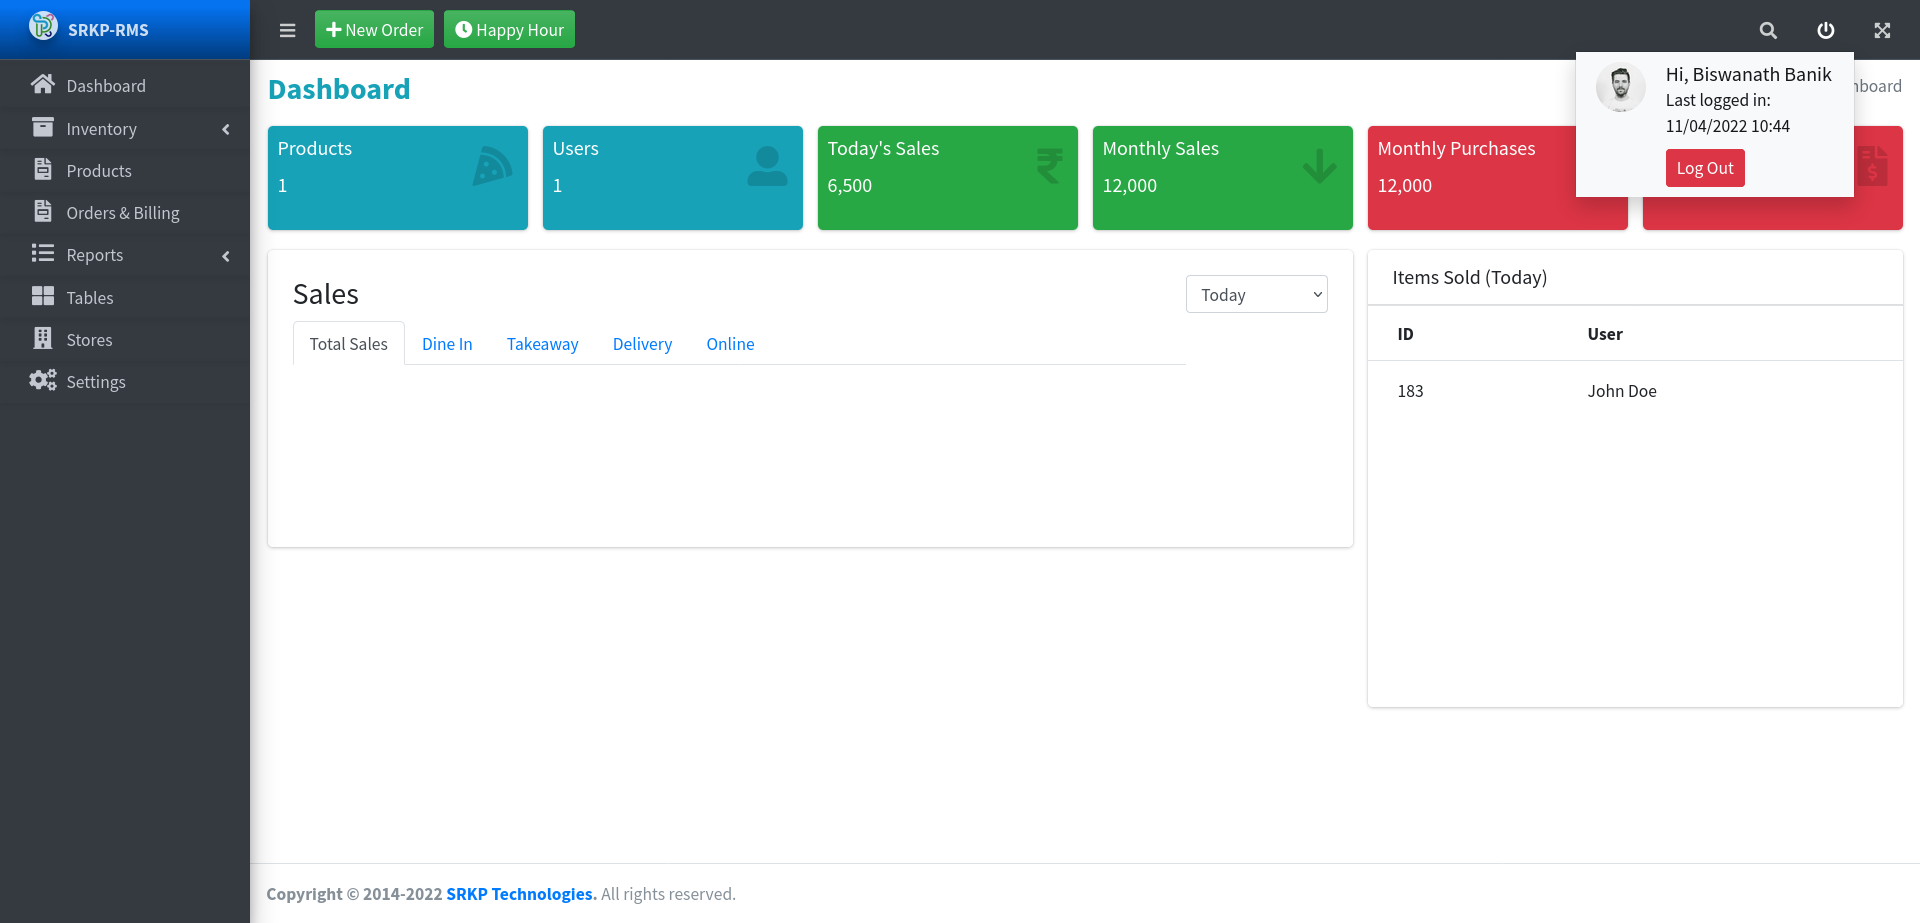 SRKP-RMS
New Order
Happy Hour
Dashboard
Inventory
Products
Orders & Billing
Reports
Tables
Stores
Settings
Dashboard
Hi, Biswanath Banik
Last logged in:
11/04/2022 10:44
Log Out
Products
1
Users
1
Today's Sales
6,500
Monthly Sales
12,000
Monthly Purchases
12,000
Sales
Today
Total Sales
Dine In
Takeaway
Delivery
Online
Items Sold (Today)
ID User
183 John Doe
Copyright © 2014-2022 SRKP Technologies. All rights reserved.